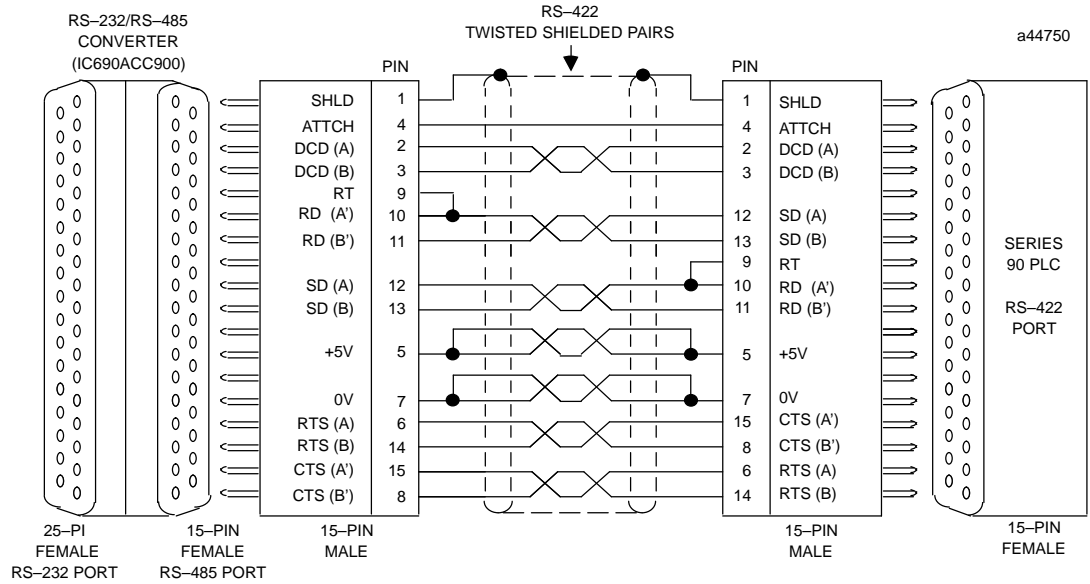 RS–232/RS–485
CONVERTER
(IC690ACC900)
RS–422
TWISTED SHIELDED PAIRS
a44750
PIN
SHLD 1
ATTCH 4
DCD (A) 2
DCD (B) 3
RT 9
RD (A') 10
RD (B') 11
SD (A) 12
SD (B) 13
+5V 5
0V 7
RTS (A) 6
RTS (B) 14
CTS (A') 15
CTS (B') 8
PIN
1 SHLD
4 ATTCH
2 DCD (A)
3 DCD (B)
12 SD (A)
13 SD (B)
9 RT
10 RD (A')
11 RD (B')
5 +5V
7 0V
15 CTS (A')
8 CTS (B')
6 RTS (A)
14 RTS (B)
SERIES
90 PLC
RS–422
PORT
25–PI
FEMALE
RS–232 PORT
15–PIN
FEMALE
RS–485 PORT
15–PIN
MALE
15–PIN
MALE
15–PIN
FEMALE